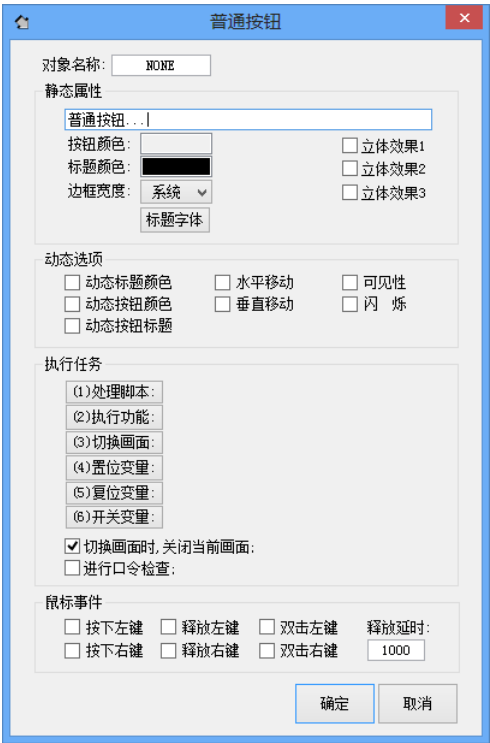 普通按钮
对象名称: NONE
静态属性
普通按钮...
按钮颜色: 立体效果1
标题颜色: 立体效果2
边框宽度: 系统 立体效果3
标题字体
动态选项
动态标题颜色 水平移动 可见性
动态按钮颜色 垂直移动 闪 烁
动态按钮标题
执行任务
(1)处理脚本:
(2)执行功能:
(3)切换画面:
(4)置位变量:
(5)复位变量:
(6)开关变量:
切换画面时,关闭当前画面;
进行口令检查;
鼠标事件
按下左键 释放左键 双击左键 释放延时:
按下右键 释放右键 双击右键 1000
确定 取消